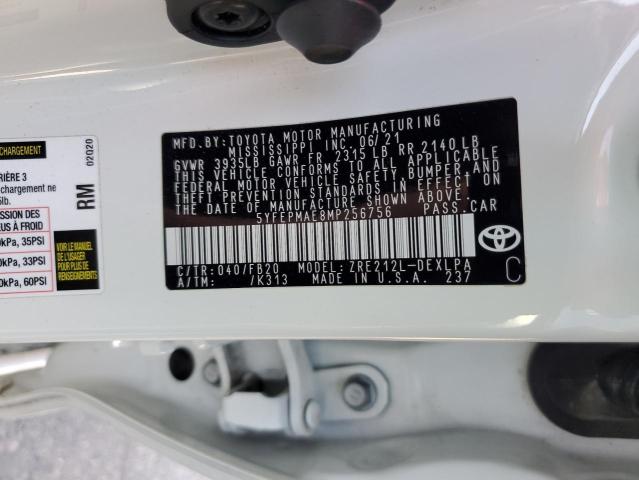 MFD. BY: TOYOTA MOTOR MANUFACTURING
MISSISSIPPI INC. 06/21
GVWR 3935LB GAWR FR 2315 LB RR 2140 LB
THIS VEHICLE CONFORMS TO ALL APPLICABLE
FEDERAL MOTOR VEHICLE SAFETY, BUMPER, AND
THEFT PREVENTION STANDARDS IN EFFECT ON
THE DATE OF MANUFACTURE SHOWN ABOVE.
5YFEPMAE8MP256756 PASS. CAR
C/TR: 040/FB20 MODEL: ZRE212L-DEXLPA
A/TM: /K313 MADE IN U.S.A. 237
C
TOYOTA
CHARGEMENT
RIÈRE 3
chargement ne
lb.
kPa, 35PSI
kPa, 33PSI
kPa, 60PSI
VOIR LE MANUEL
DE L'USAGER
POUR PLUS DE
RENSEIGNEMENTS
RM
02020